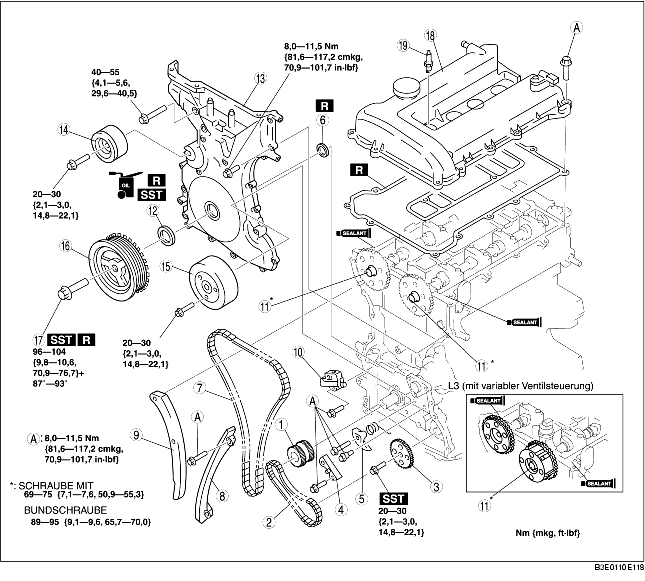 18
19
A
8,0—11,5 Nm
{81,6—117,2 cmkg,
70,9—101,7 in-lbf}
40—55
{4,1—5,6,
29,6—40,5}
13
R
6
14
OIL
R
SST
R
20—30
{2,1—3,0,
14,8—22,1}
12
SEALANT
16
15
11*
SEALANT
17 SST R
96—104
{9,8—10,6,
70,9—76,7}+
87°—93°
20—30
{2,1—3,0,
14,8—22,1}
11*
10
7
L3 (mit variabler Ventilsteuerung)
SEALANT
SEALANT
A
A
1
9
A: 8,0—11,5 Nm
{81,6—117,2 cmkg,
70,9—101,7 in-lbf}
*: SCHRAUBE MIT
69—75 {7,1—7,6, 50,9—55,3}
BUNDSCHRAUBE
89—95 {9,1—9,6, 65,7—70,0}
8
2
4
5
3
SST
20—30
{2,1—3,0,
14,8—22,1}
11*
Nm {mkg, ft-lbf}
B3E0110E118